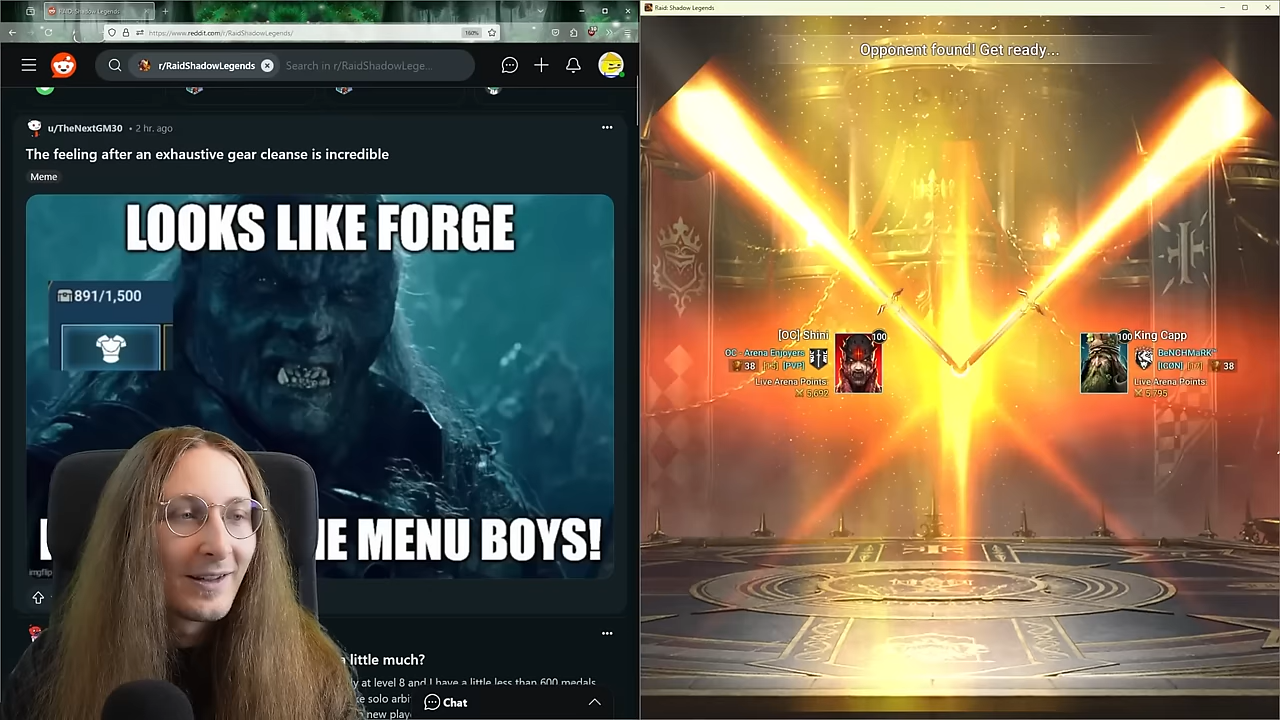 RAID: Shadow Legends
https://www.reddit.com/r/RaidShadowLegends/
160%
r/RaidShadowLegends
Search in r/RaidShadowLege...
u/TheNextGM30 • 2 hr. ago
The feeling after an exhaustive gear cleanse is incredible
Meme
LOOKS LIKE FORGE
891/1,500
NE MENU BOYS!
imgflip
a little much?
at level 8 and I have a little less than 600 medals
ke solo arbi
new playe
Chat
Raid: Shadow Legends
Opponent found! Get ready...
[OC] Shini
100
OC - Arena Enjoyers
38
[PVP]
Live Arena Points:
5,692
100
King Capp
BeNCHMaRK
[ICON]
38
Live Arena Points:
5,795